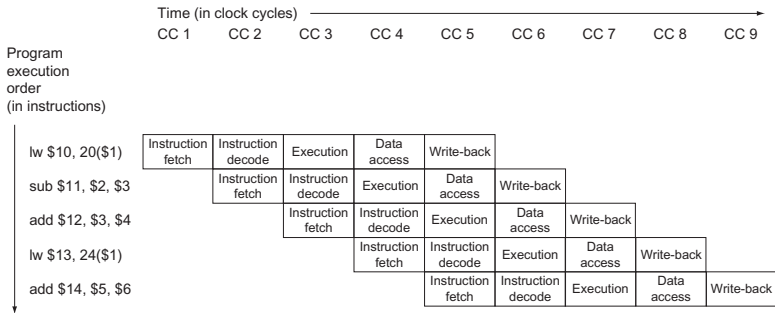 Time (in clock cycles)
CC 1 CC 2 CC 3 CC 4 CC 5 CC 6 CC 7 CC 8 CC 9
Program
execution
order
(in instructions)
lw $10, 20($1)
Instruction fetch
Instruction decode
Execution
Data access
Write-back
sub $11, $2, $3
Instruction fetch
Instruction decode
Execution
Data access
Write-back
add $12, $3, $4
Instruction fetch
Instruction decode
Execution
Data access
Write-back
lw $13, 24($1)
Instruction fetch
Instruction decode
Execution
Data access
Write-back
add $14, $5, $6
Instruction fetch
Instruction decode
Execution
Data access
Write-back